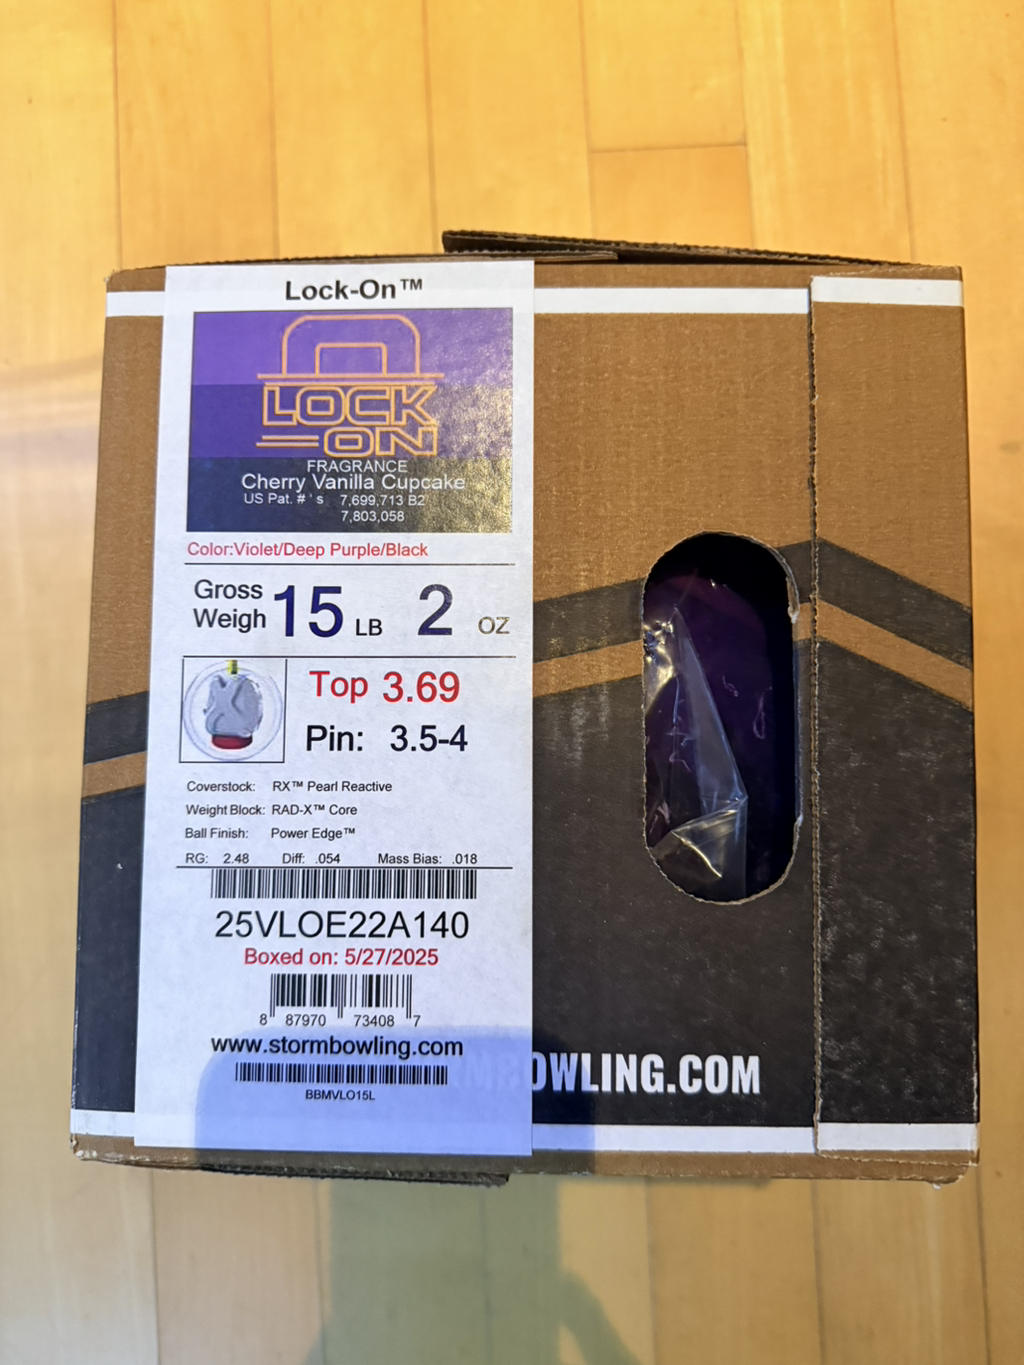 Lock-On™
LOCK
ON
FRAGRANCE
Cherry Vanilla Cupcake
US Pat. # ' s 7,699,713 B2
7,803,058
Color:Violet/Deep Purple/Black
Gross
Weigh 15 LB 2 OZ
Top 3.69
Pin: 3.5-4
Coverstock: RX™ Pearl Reactive
Weight Block: RAD-X™ Core
Ball Finish: Power Edge™
RG: 2.48 Diff: .054 Mass Bias: .018
25VLOE22A140
Boxed on: 5/27/2025
8 87970 73408 7
www.stormbowling.com
BBMVLO15L
OWLING.COM